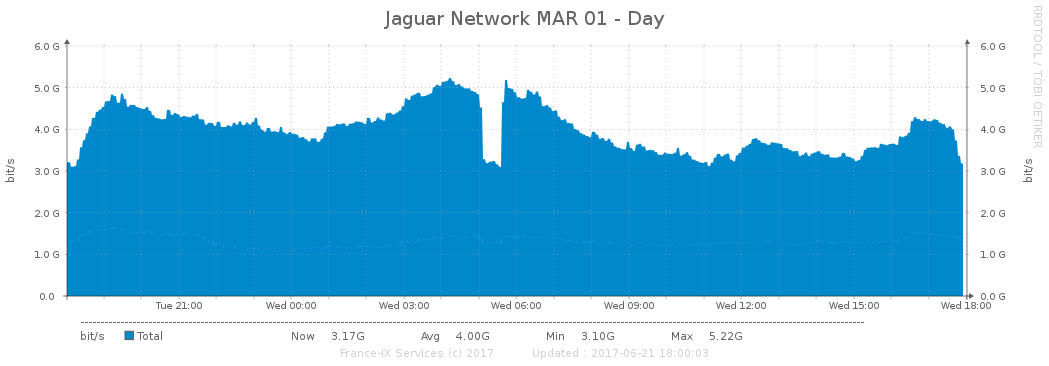 Jaguar Network MAR 01 - Day
RRDTOOL / TOBI OETIKER
6.0 G 6.0 G
5.0 G 5.0 G
4.0 G 4.0 G
3.0 G 3.0 G
2.0 G 2.0 G
1.0 G 1.0 G
0.0 0.0 G
bit/s bit/s
Tue 21:00 Wed 00:00 Wed 03:00 Wed 06:00 Wed 09:00 Wed 12:00 Wed 15:00 Wed 18:00
bit/s Total Now 3.17G Avg 4.00G Min 3.10G Max 5.22G
France-IX Services (c) 2017 Updated : 2017-06-21 18:00:03